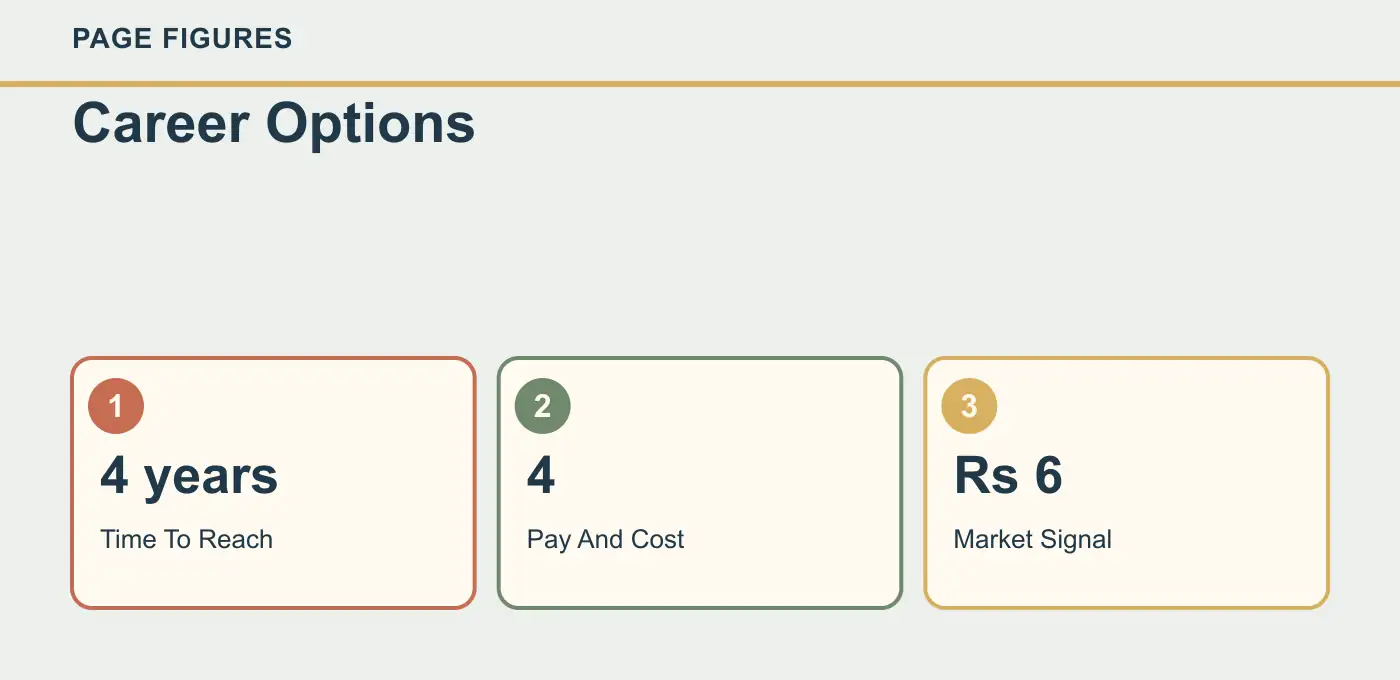 PAGE FIGURES
Career Options
1
4 years
Time To Reach
2
4
Pay And Cost
3
Rs 6
Market Signal